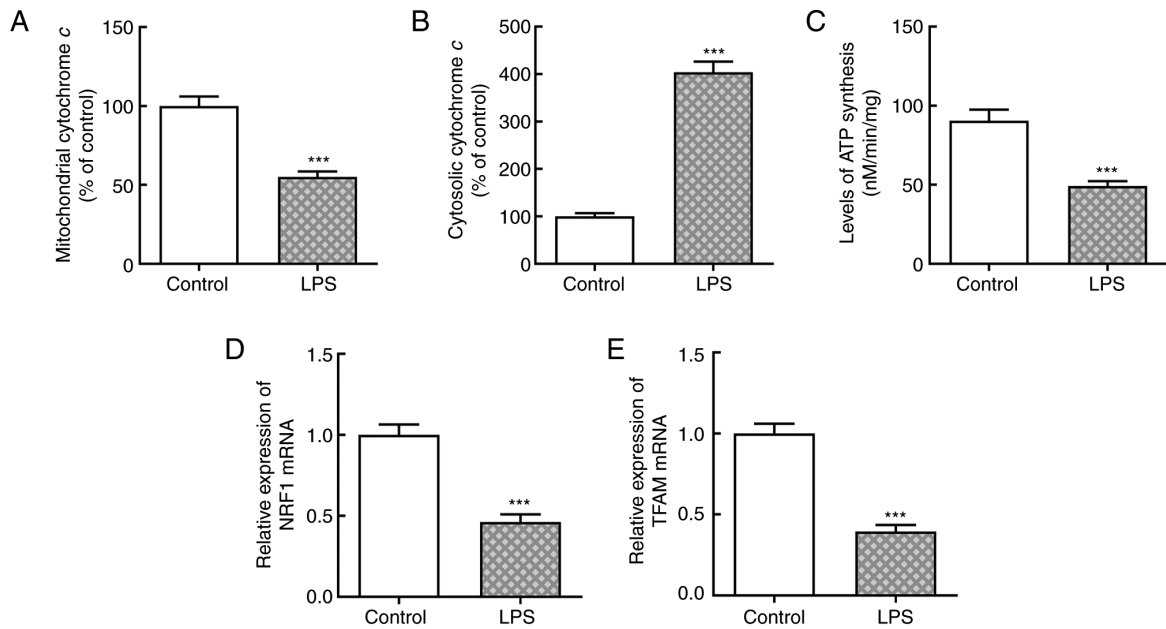 A
Mitochondrial cytochrome c
(% of control)
150
100
50
0
***
Control
LPS
B
Cytosolic cytochrome c
(% of control)
500
400
300
200
100
0
***
Control
LPS
C
Levels of ATP synthesis
(nM/min/mg)
150
100
50
0
***
Control
LPS
D
Relative expression of
NRF1 mRNA
1.5
1.0
0.5
0.0
***
Control
LPS
E
Relative expression of
TFAM mRNA
1.5
1.0
0.5
0.0
***
Control
LPS